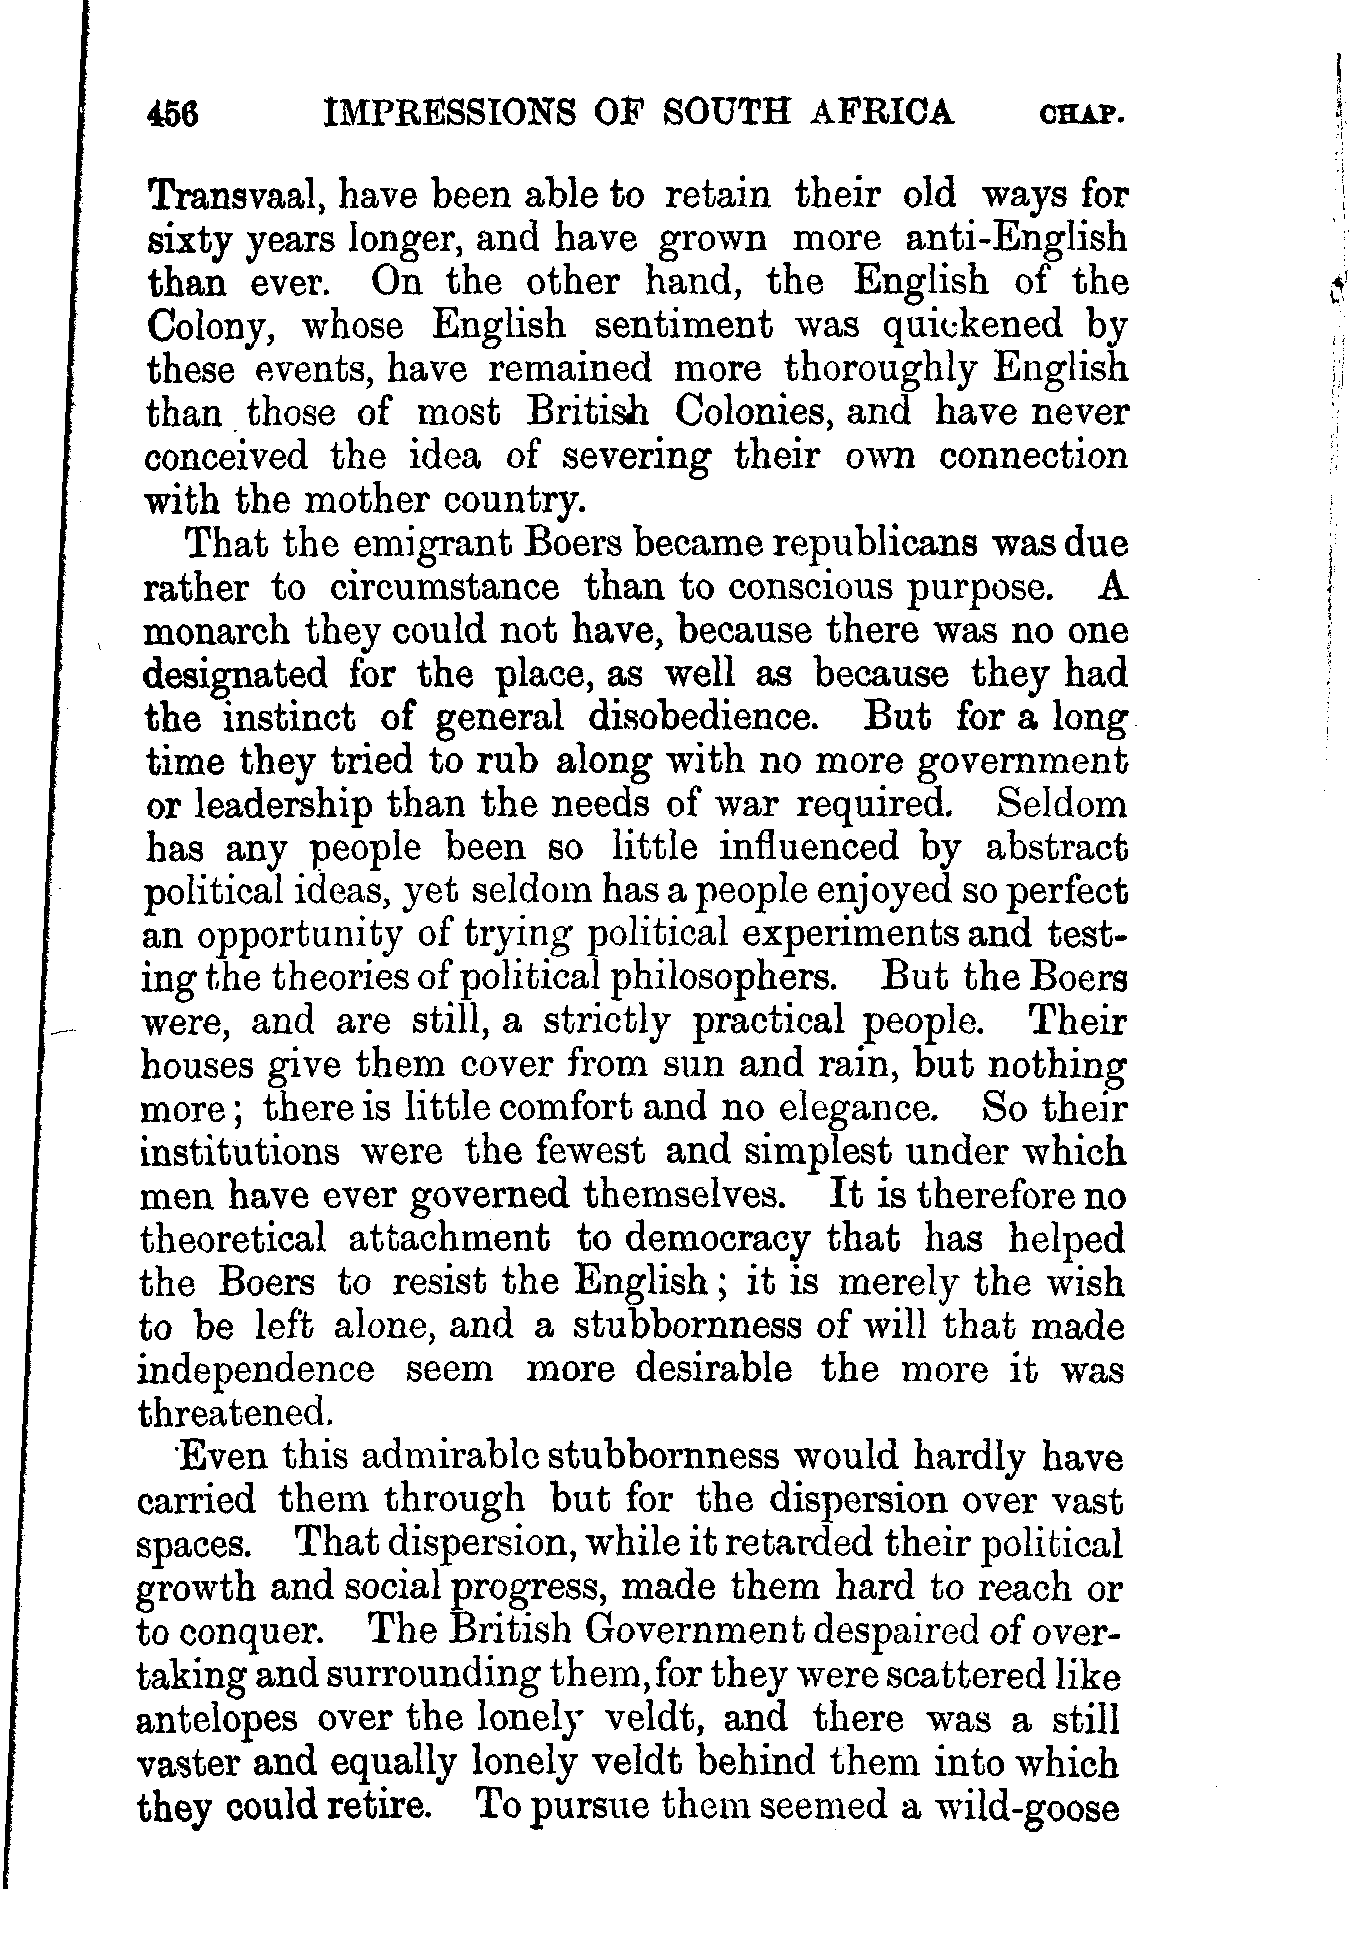 456 IMPRESSIONS OF SOUTH AFRICA CHAP.
Transvaal, have been able to retain their old ways for
sixty years longer, and have grown more anti-English
than ever. On the other hand, the English of the
Colony, whose English sentiment was quickened by
these events, have remained more thoroughly English
than those of most British Colonies, and have never
conceived the idea of severing their own connection
with the mother country.
That the emigrant Boers became republicans was due
rather to circumstance than to conscious purpose. A
monarch they could not have, because there was no one
designated for the place, as well as because they had
the instinct of general disobedience. But for a long
time they tried to rub along with no more government
or leadership than the needs of war required. Seldom
has any people been so little influenced by abstract
political ideas, yet seldom has a people enjoyed so perfect
an opportunity of trying political experiments and test-
ing the theories of political philosophers. But the Boers
were, and are still, a strictly practical people. Their
houses give them cover from sun and rain, but nothing
more; there is little comfort and no elegance. So their
institutions were the fewest and simplest under which
men have ever governed themselves. It is therefore no
theoretical attachment to democracy that has helped
the Boers to resist the English; it is merely the wish
to be left alone, and a stubbornness of will that made
independence seem more desirable the more it was
threatened.
Even this admirable stubbornness would hardly have
carried them through but for the dispersion over vast
spaces. That dispersion, while it retarded their political
growth and social progress, made them hard to reach or
to conquer. The British Government despaired of over-
taking and surrounding them, for they were scattered like
antelopes over the lonely veldt, and there was a still
vaster and equally lonely veldt behind them into which
they could retire. To pursue them seemed a wild-goose